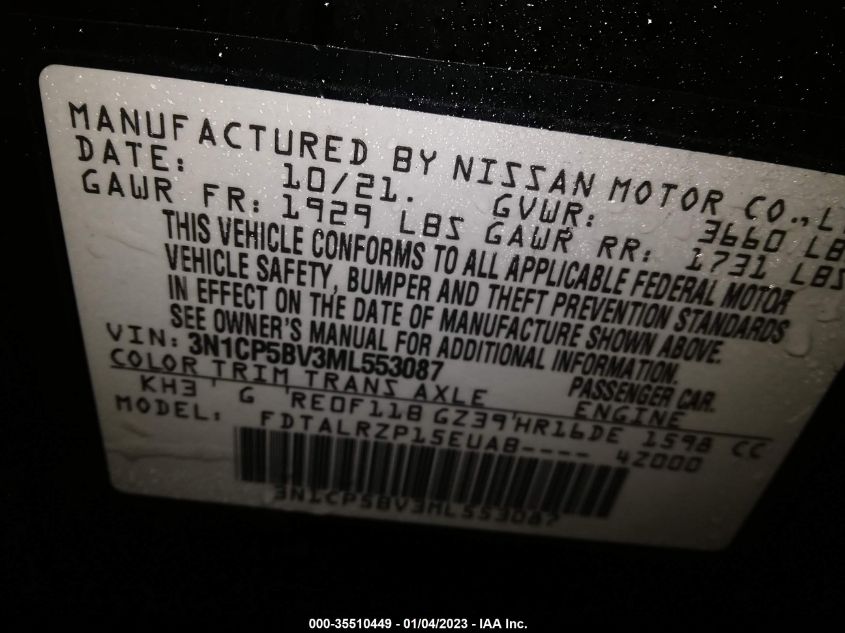 MANUFACTURED BY NISSAN MOTOR CO.,
DATE: 10/21. GVWR: 3660 LB
GAWR FR: 1929 LBS GAWR RR: 1731 LBS
THIS VEHICLE CONFORMS TO ALL APPLICABLE FEDERAL MOTOR
VEHICLE SAFETY, BUMPER AND THEFT PREVENTION STANDARDS
IN EFFECT ON THE DATE OF MANUFACTURE SHOWN ABOVE.
SEE OWNER'S MANUAL FOR ADDITIONAL INFORMATION.
VIN: 3N1CP5BV3ML553087 PASSENGER CAR.
COLOR TRIM TRANS AXLE ENGINE
KH3 ' G 'RE0F11B GZ39'HR16DE 1598 CC
MODEL: FDTALRZP15EUAB---- 4Z000
3N1CP5BV3ML553087
000-35510449 - 01/04/2023 - IAA Inc.